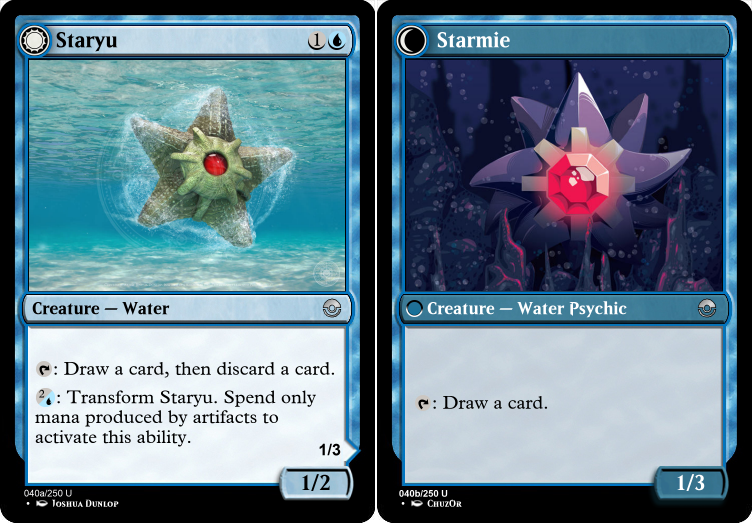 Staryu
1
Creature — Water
: Draw a card, then discard a card.
2 : Transform Staryu. Spend only
mana produced by artifacts to
activate this ability.
1/3
1/2
040a/250 U
• Joshua Dunlop
Starmie
Creature — Water Psychic
: Draw a card.
1/3
040b/250 U
• ChuzOr